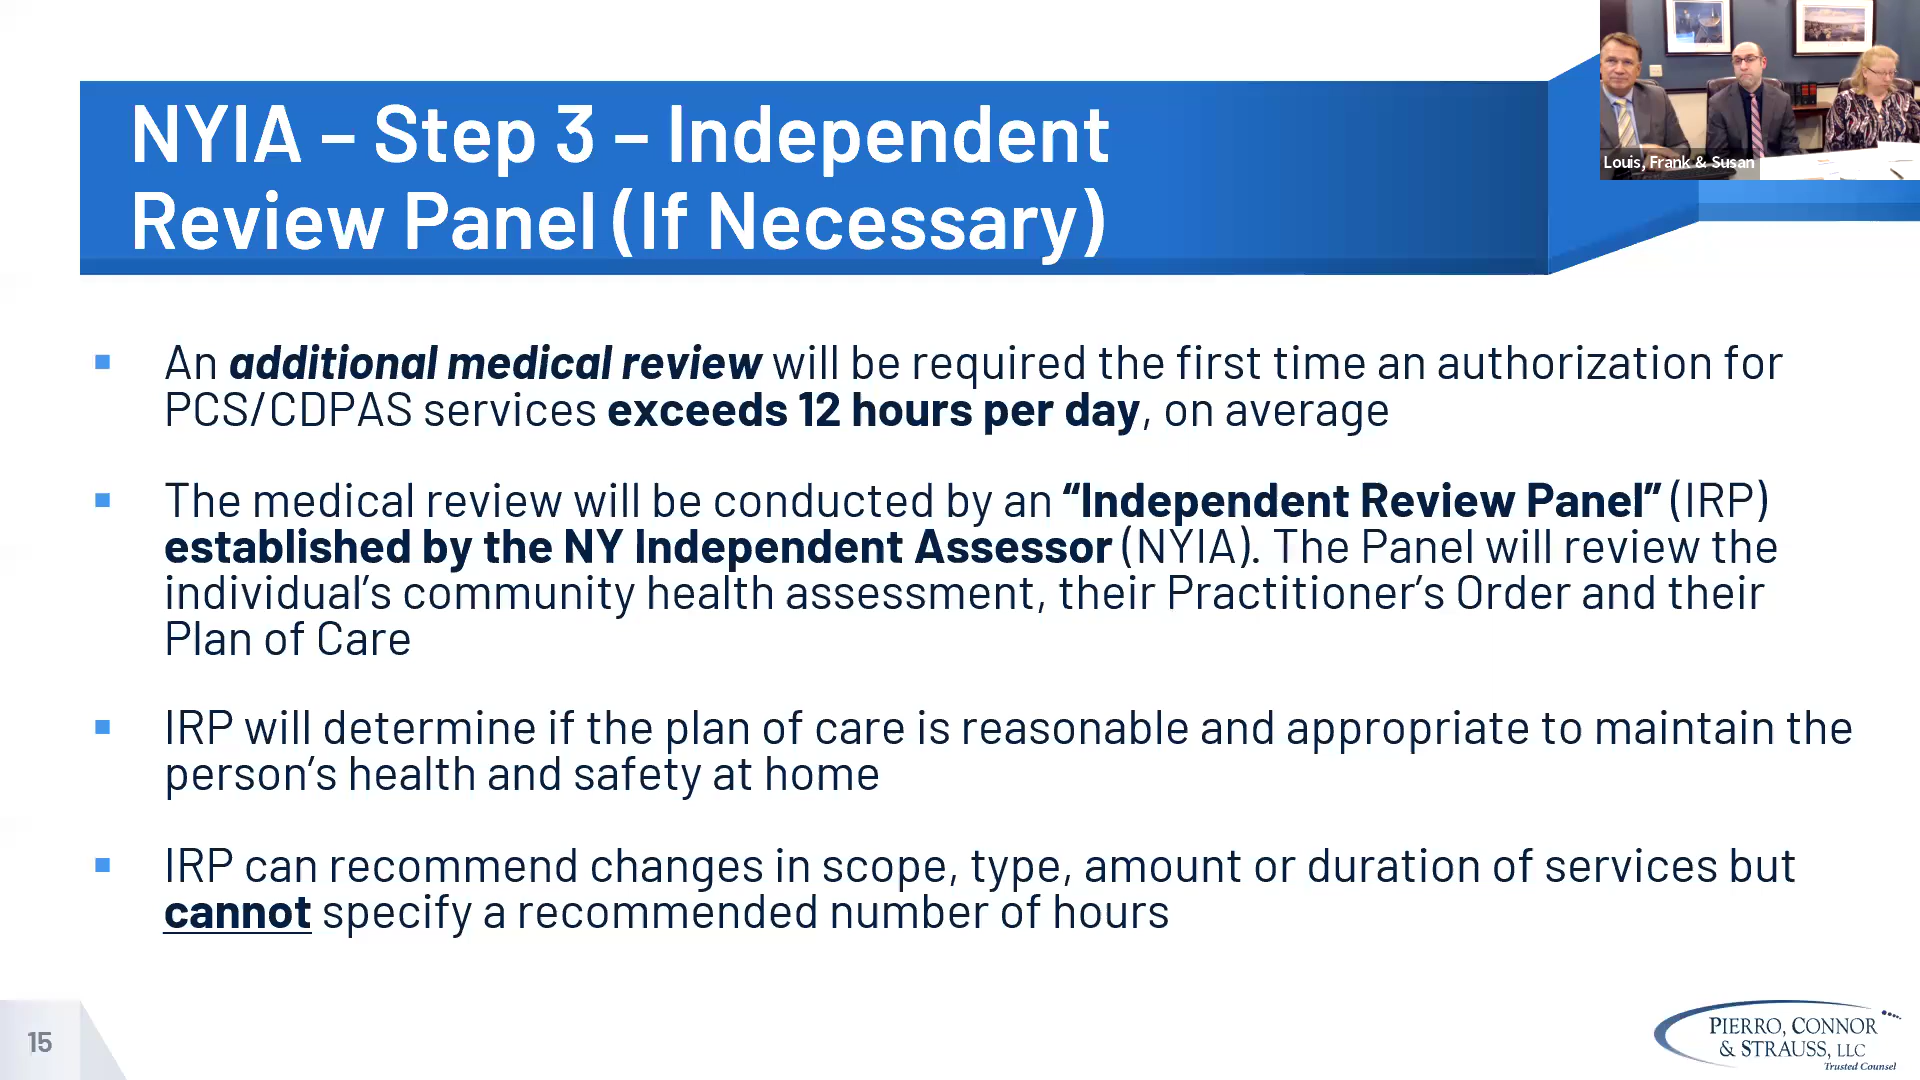 NYIA – Step 3 – Independent
Review Panel (If Necessary)
Louis, Frank & Susan
An additional medical review will be required the first time an authorization for
PCS/CDPAS services exceeds 12 hours per day, on average
The medical review will be conducted by an “Independent Review Panel” (IRP)
established by the NY Independent Assessor (NYIA). The Panel will review the
individual’s community health assessment, their Practitioner’s Order and their
Plan of Care
IRP will determine if the plan of care is reasonable and appropriate to maintain the
person’s health and safety at home
IRP can recommend changes in scope, type, amount or duration of services but
cannot specify a recommended number of hours
15
PIERRO, CONNOR
& STRAUSS, LLC
Trusted Counsel